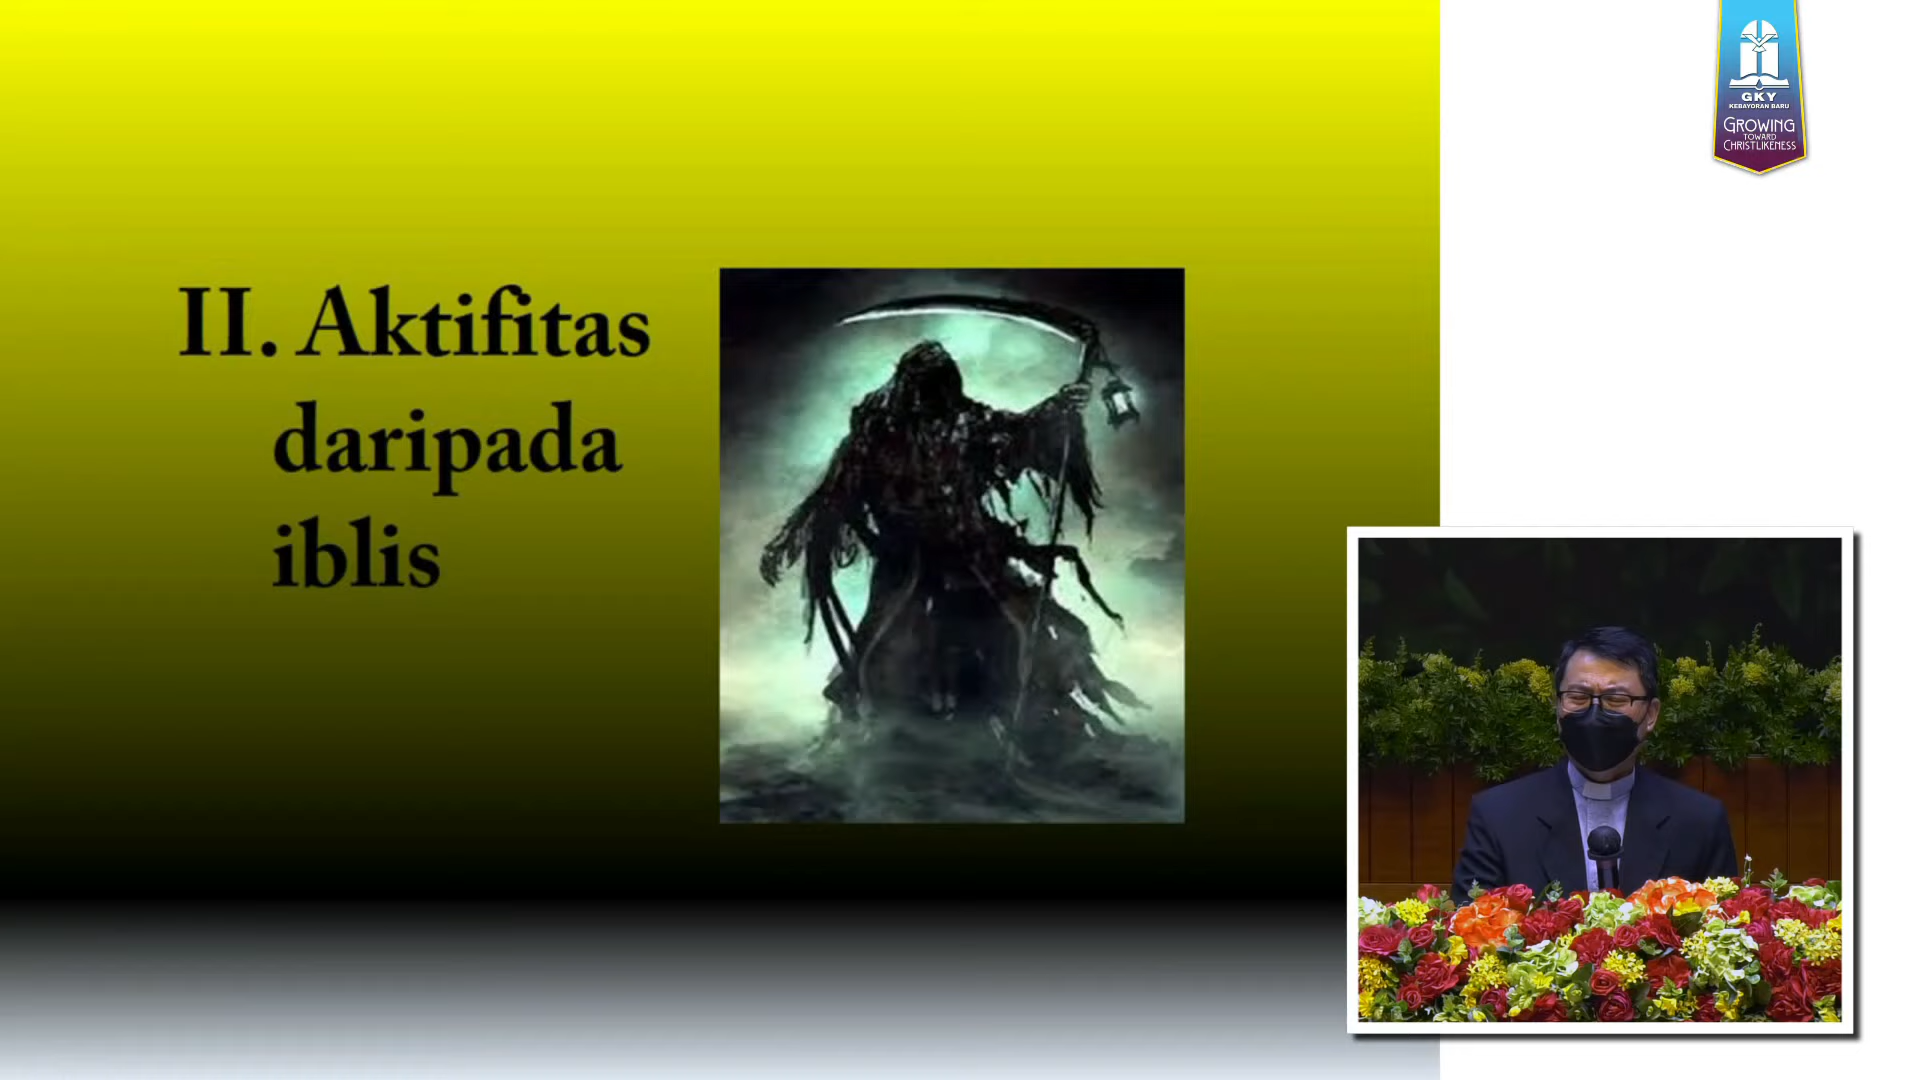 II. Aktifitas
daripada
iblis
GKY
KEBAYORAN BARU
GROWING
TOWARD
CHRISTLIKENESS